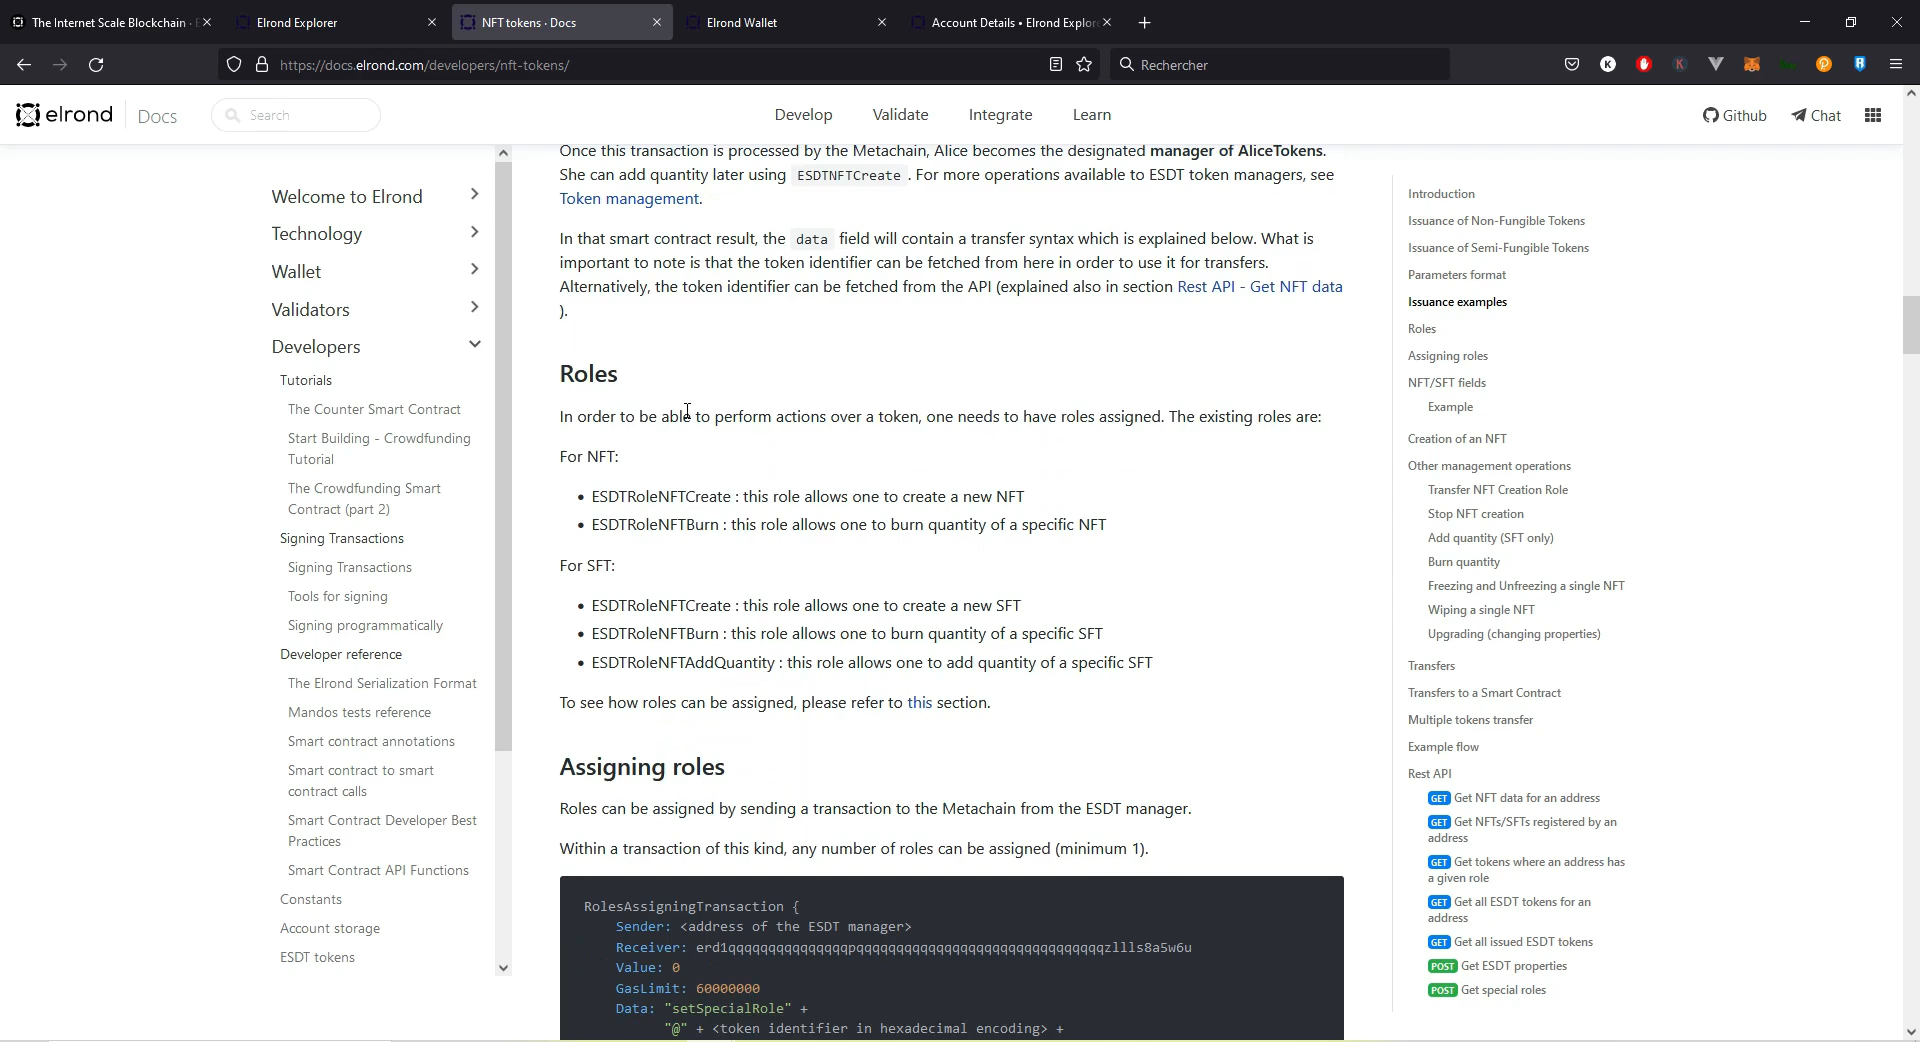 The Internet Scale Blockchain ·
Elrond Explorer
NFT tokens · Docs
Elrond Wallet
Account Details • Elrond Explor
https://docs.elrond.com/developers/nft-tokens/
Rechercher
elrond
Docs
Search
Develop
Validate
Integrate
Learn
Github
Chat
Welcome to Elrond
Technology
Wallet
Validators
Developers
Tutorials
The Counter Smart Contract
Start Building - Crowdfunding
Tutorial
The Crowdfunding Smart
Contract (part 2)
Signing Transactions
Signing Transactions
Tools for signing
Signing programmatically
Developer reference
The Elrond Serialization Format
Mandos tests reference
Smart contract annotations
Smart contract to smart
contract calls
Smart Contract Developer Best
Practices
Smart Contract API Functions
Constants
Account storage
ESDT tokens
Once this transaction is processed by the Metachain, Alice becomes the designated manager of AliceTokens.
She can add quantity later using ESDTNFTCreate . For more operations available to ESDT token managers, see
Token management.
In that smart contract result, the data field will contain a transfer syntax which is explained below. What is
important to note is that the token identifier can be fetched from here in order to use it for transfers.
Alternatively, the token identifier can be fetched from the API (explained also in section Rest API - Get NFT data
).
Roles
In order to be able to perform actions over a token, one needs to have roles assigned. The existing roles are:
For NFT:
• ESDTRoleNFTCreate : this role allows one to create a new NFT
• ESDTRoleNFTBurn : this role allows one to burn quantity of a specific NFT
For SFT:
• ESDTRoleNFTCreate : this role allows one to create a new SFT
• ESDTRoleNFTBurn : this role allows one to burn quantity of a specific SFT
• ESDTRoleNFTAddQuantity : this role allows one to add quantity of a specific SFT
To see how roles can be assigned, please refer to this section.
Assigning roles
Roles can be assigned by sending a transaction to the Metachain from the ESDT manager.
Within a transaction of this kind, any number of roles can be assigned (minimum 1).
RolesAssigningTransaction {
Sender: <address of the ESDT manager>
Receiver: erd1qqqqqqqqqqqqqqqpqqqqqqqqqqqqqqqqqqqqqqqqqqqqqqqzllls8a5w6u
Value: 0
GasLimit: 60000000
Data: "setSpecialRole" +
"@" + <token identifier in hexadecimal encoding> +
Introduction
Issuance of Non-Fungible Tokens
Issuance of Semi-Fungible Tokens
Parameters format
Issuance examples
Roles
Assigning roles
NFT/SFT fields
Example
Creation of an NFT
Other management operations
Transfer NFT Creation Role
Stop NFT creation
Add quantity (SFT only)
Burn quantity
Freezing and Unfreezing a single NFT
Wiping a single NFT
Upgrading (changing properties)
Transfers
Transfers to a Smart Contract
Multiple tokens transfer
Example flow
Rest API
GET Get NFT data for an address
GET Get NFTs/SFTs registered by an
address
GET Get tokens where an address has
a given role
GET Get all ESDT tokens for an
address
GET Get all issued ESDT tokens
POST Get ESDT properties
POST Get special roles